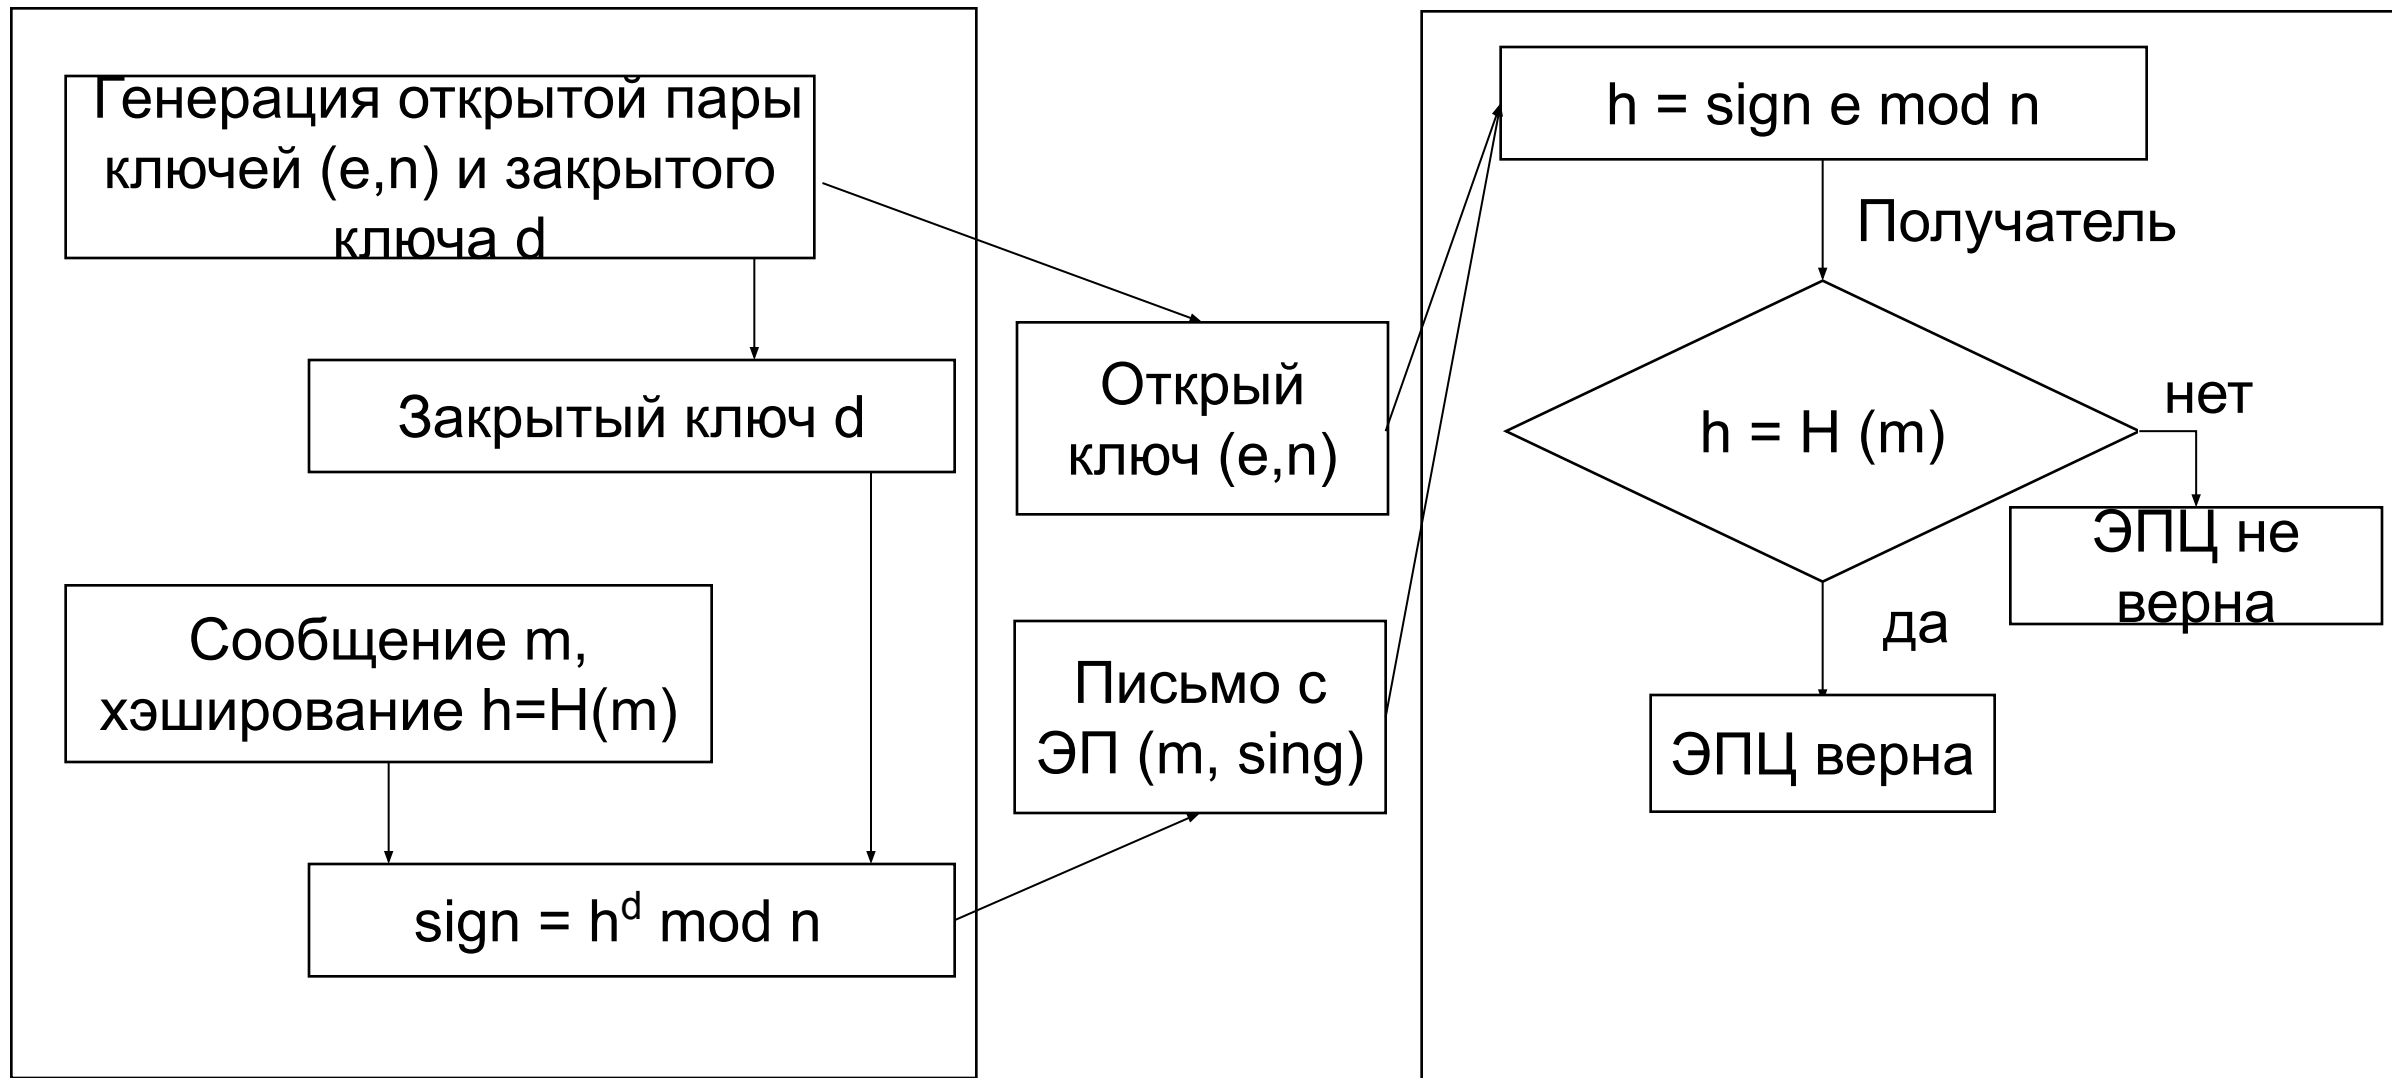 Генерация открытой пары
ключей (e,n) и закрытого
ключа d
Закрытый ключ d
Сообщение m,
хэширование h=H(m)
sign = hᵈ mod n
Открый
ключ (e,n)
Письмо с
ЭП (m, sing)
h = sign e mod n
Получатель
h = H (m)
нет
ЭПЦ не
верна
да
ЭПЦ верна